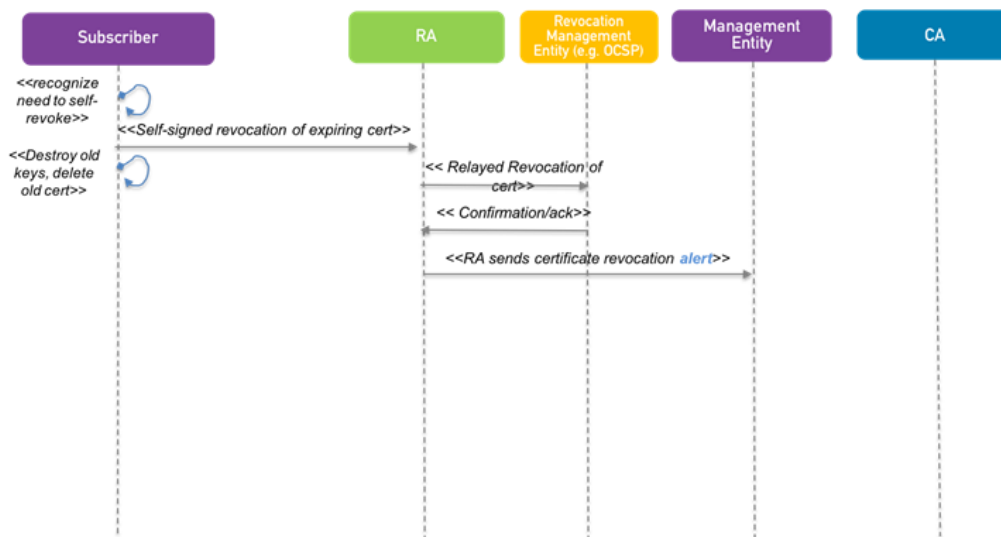 Subscriber
RA
Revocation
Management
Entity (e.g. OCSP)
Management
Entity
CA
<<recognize
need to self-
revoke>>
<<Self-signed revocation of expiring cert>>
<<Destroy old
keys, delete
old cert>>
<< Relayed Revocation of
cert>>
<< Confirmation/ack>>
<<RA sends certificate revocation alert>>